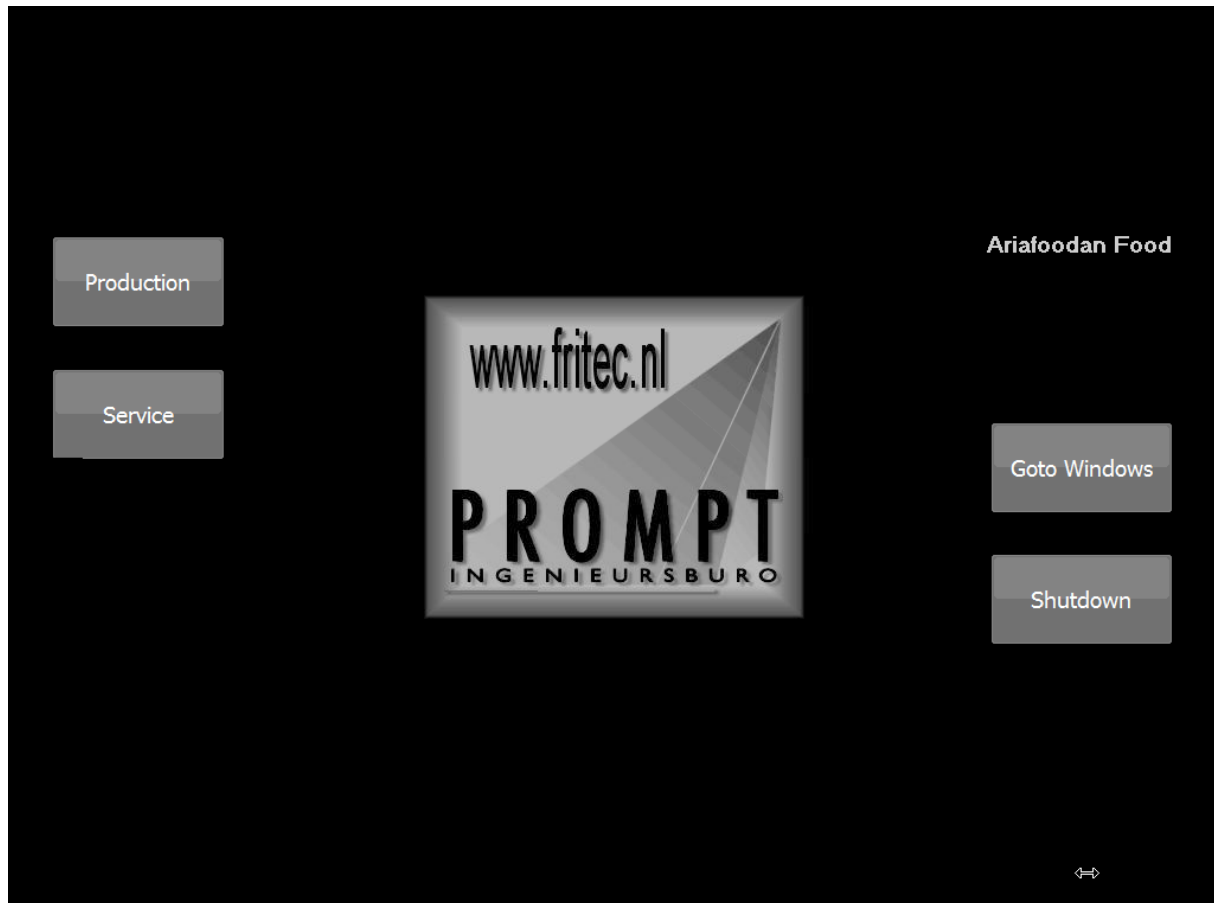 Ariafoodan Food
Production
www.fritec.nl
Service
Goto Windows
PROMPT
INGENIEURSBURO
Shutdown